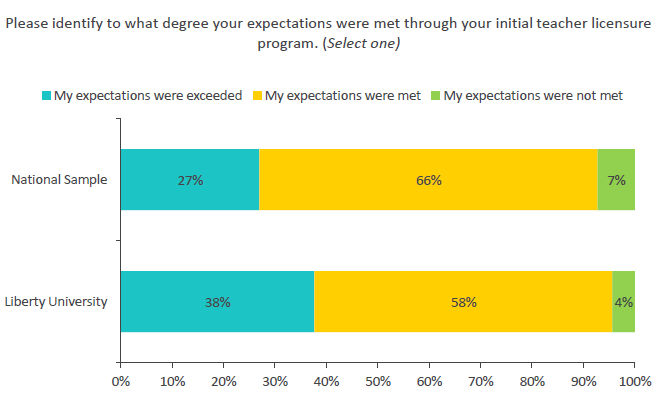 Please identify to what degree your expectations were met through your initial teacher licensure
program. (Select one)
My expectations were exceeded My expectations were met My expectations were not met
National Sample 27% 66% 7%
Liberty University 38% 58% 4%
0% 10% 20% 30% 40% 50% 60% 70% 80% 90% 100%